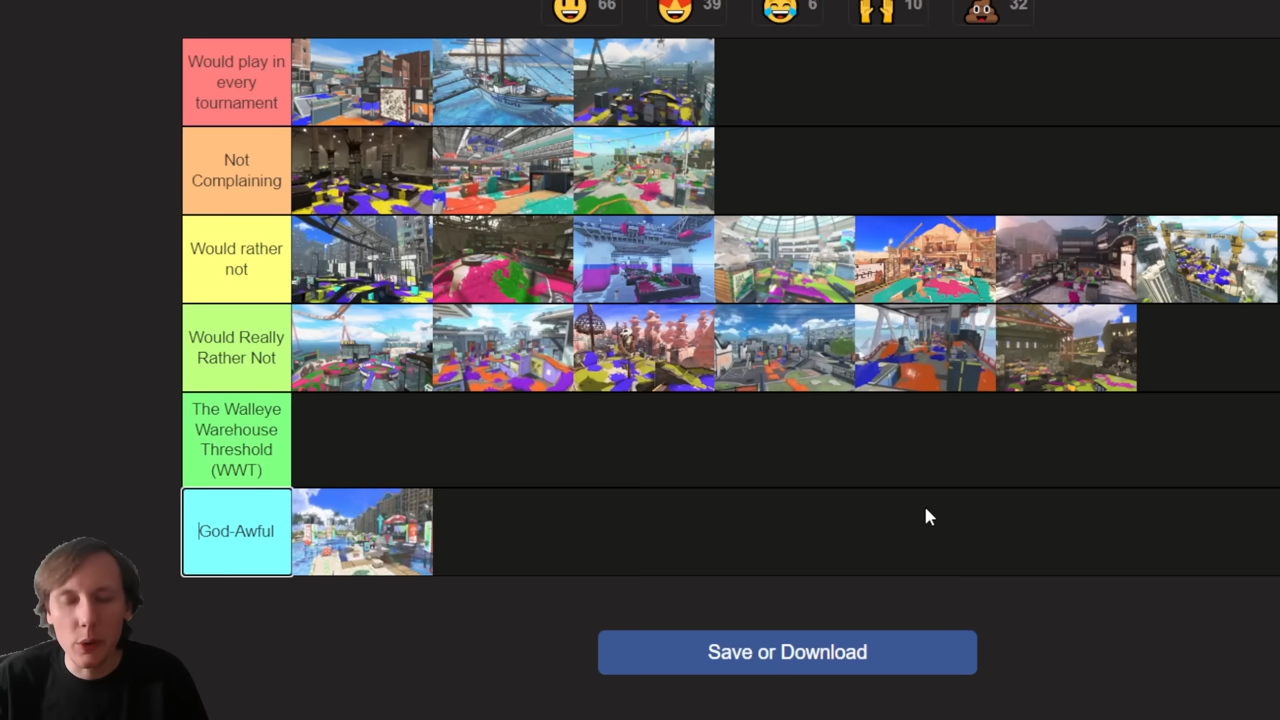 66 39 6 10 32
Would play in
every
tournament
Not
Complaining
Would rather
not
Would Really
Rather Not
The Walleye
Warehouse
Threshold
(WWT)
God-Awful
Save or Download